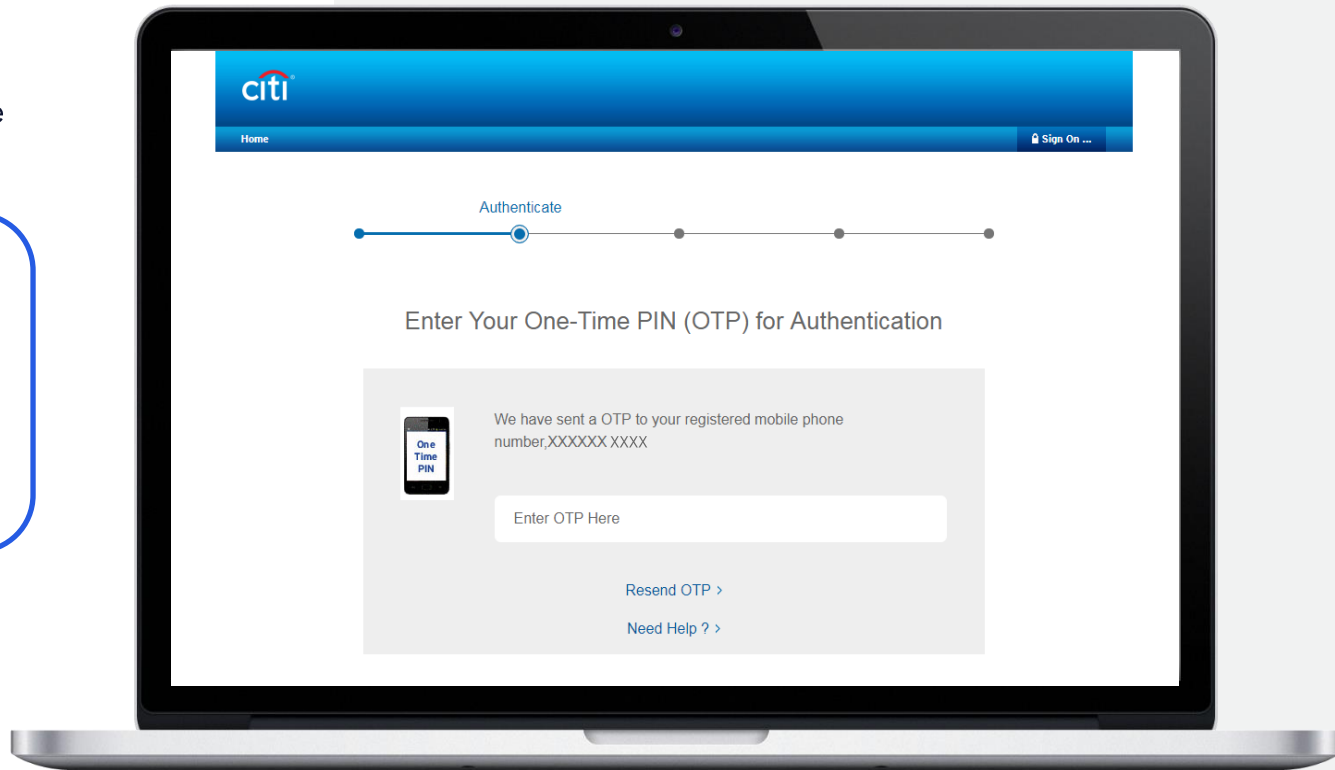 e
citi
Home
Sign On ...
Authenticate
Enter Your One-Time PIN (OTP) for Authentication
One
Time
PIN
We have sent a OTP to your registered mobile phone
number,XXXXXX XXXX
Enter OTP Here
Resend OTP >
Need Help ? >